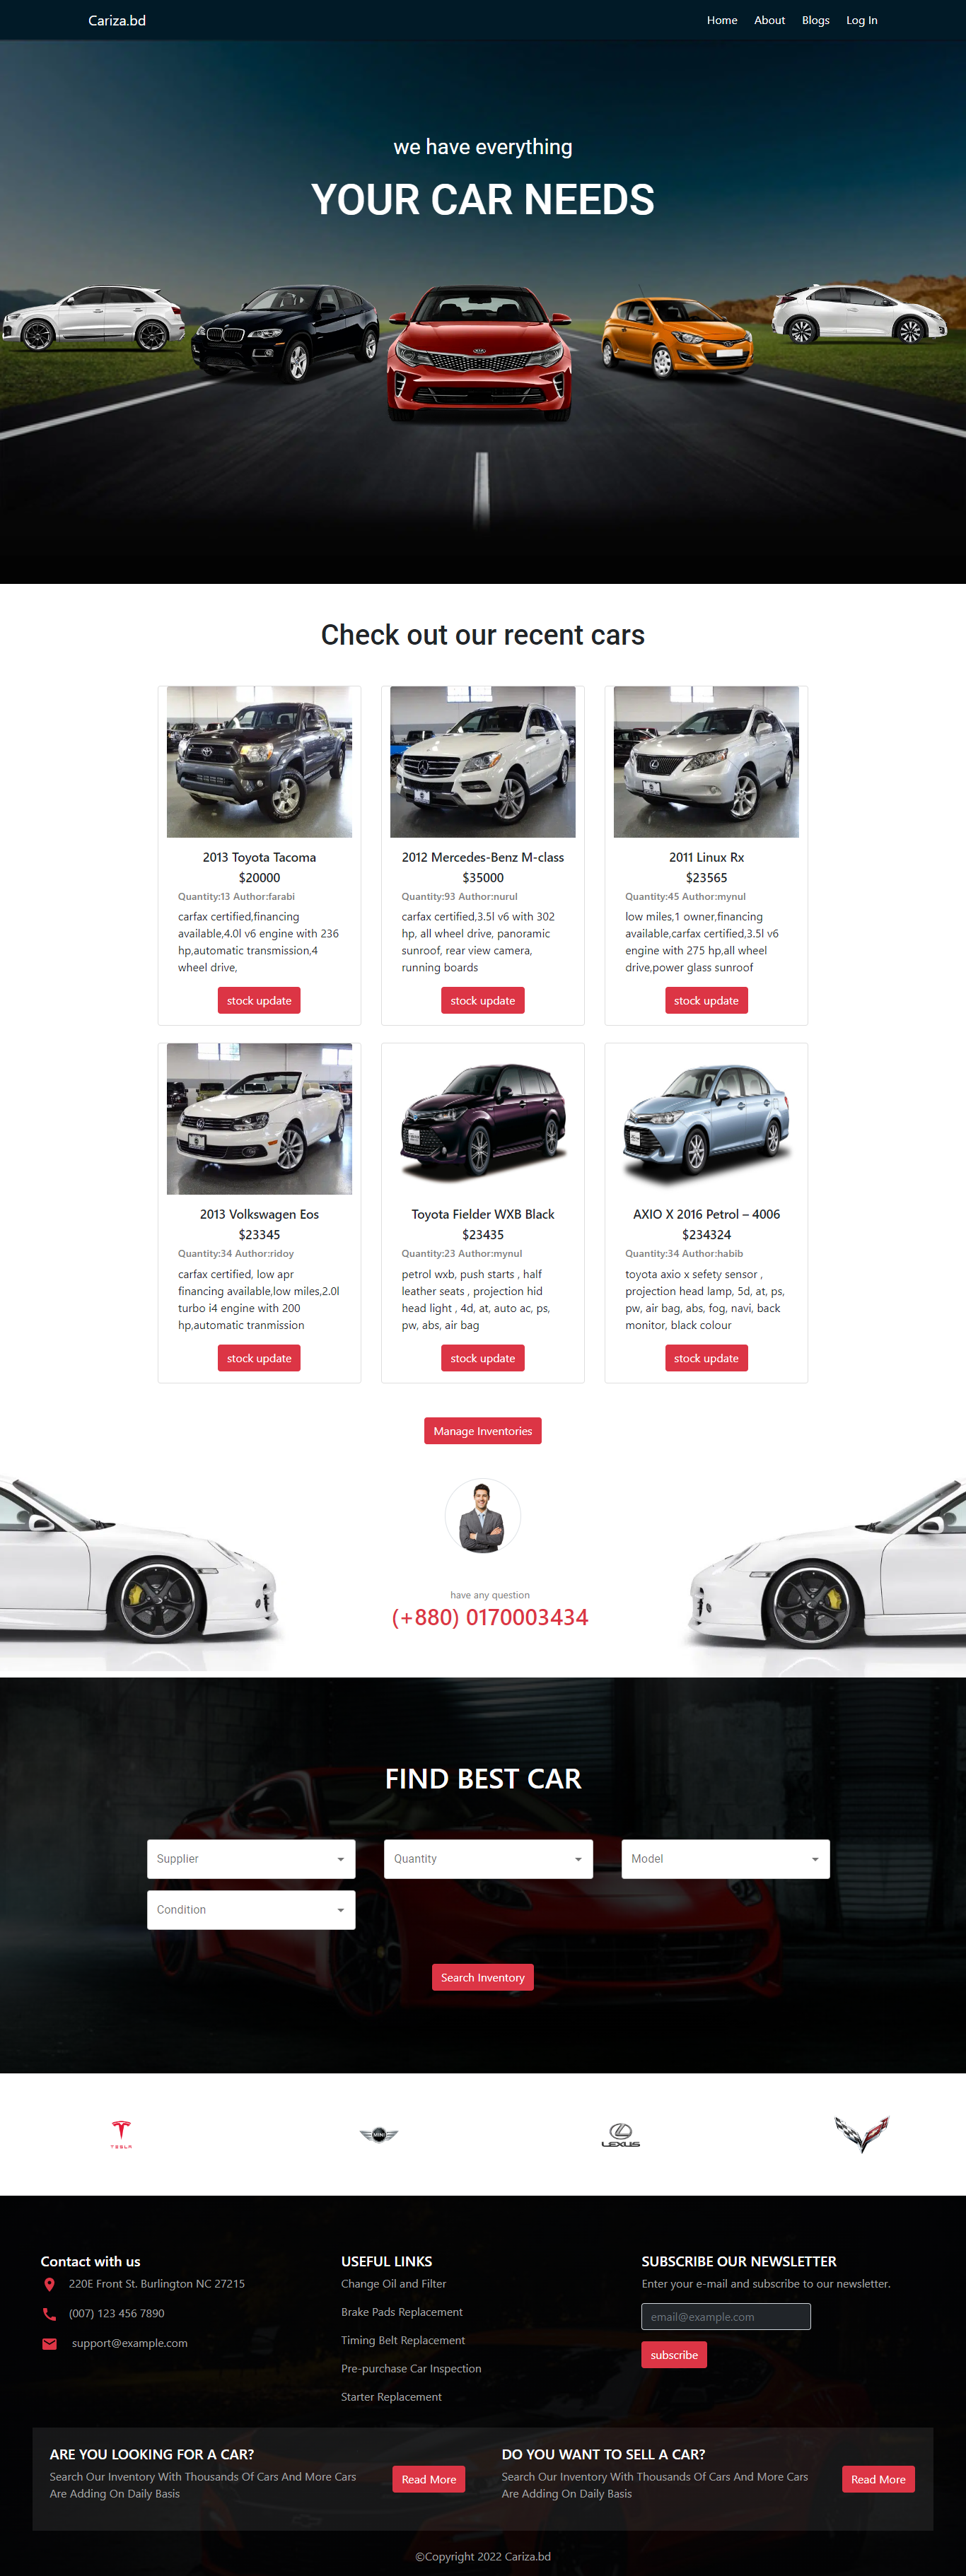 Cariza.bd
Home About Blogs Log In
we have everything
YOUR CAR NEEDS
Check out our recent cars
2013 Toyota Tacoma
$20000
Quantity:13 Author:farabi
carfax certified,financing
available,4.0l v6 engine with 236
hp,automatic transmission,4
wheel drive,
stock update
2012 Mercedes-Benz M-class
$35000
Quantity:93 Author:nurul
carfax certified,3.5l v6 with 302
hp, all wheel drive, panoramic
sunroof, rear view camera,
running boards
stock update
2011 Linux Rx
$23565
Quantity:45 Author:mynul
low miles,1 owner,financing
available,carfax certified,3.5l v6
engine with 275 hp,all wheel
drive,power glass sunroof
stock update
2013 Volkswagen Eos
$23345
Quantity:34 Author:ridoy
carfax certified, low apr
financing available,low miles,2.0l
turbo i4 engine with 200
hp,automatic tranmission
stock update
Toyota Fielder WXB Black
$23435
Quantity:23 Author:mynul
petrol wxb, push starts , half
leather seats , projection hid
head light , 4d, at, auto ac, ps,
pw, abs, air bag
stock update
AXIO X 2016 Petrol – 4006
$234324
Quantity:34 Author:habib
toyota axio x sefety sensor ,
projection head lamp, 5d, at, ps,
pw, air bag, abs, fog, navi, back
monitor, black colour
stock update
Manage Inventories
have any question
(+880) 0170003434
FIND BEST CAR
Supplier
Quantity
Model
Condition
Search Inventory
TESLA
MINI
LEXUS
Contact with us
220E Front St. Burlington NC 27215
(007) 123 456 7890
support@example.com
USEFUL LINKS
Change Oil and Filter
Brake Pads Replacement
Timing Belt Replacement
Pre-purchase Car Inspection
Starter Replacement
SUBSCRIBE OUR NEWSLETTER
Enter your e-mail and subscribe to our newsletter.
email@example.com
subscribe
ARE YOU LOOKING FOR A CAR?
Search Our Inventory With Thousands Of Cars And More Cars
Are Adding On Daily Basis
Read More
DO YOU WANT TO SELL A CAR?
Search Our Inventory With Thousands Of Cars And More Cars
Are Adding On Daily Basis
Read More
©Copyright 2022 Cariza.bd